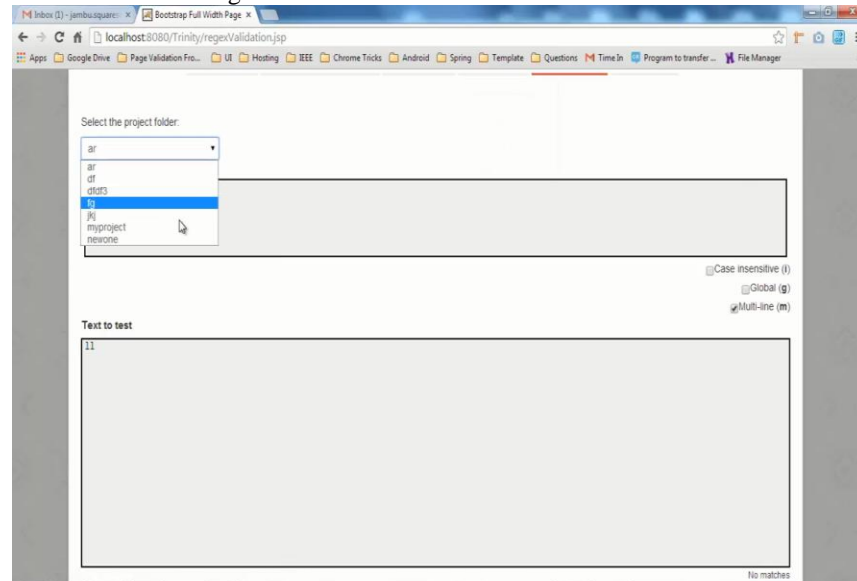 Inbox (1) - jambu.squares x Bootstrap Full Width Page x
localhost:8080/Trinity/regexValidation.jsp
Apps Google Drive Page Validation Fro... UI Hosting IEEE Chrome Tricks Android Spring Template Questions Time In Program to transfer ... File Manager
Select the project folder:
ar
ar
df
dfdf3
fg
jkj
myproject
newone
Case insensitive (i)
Global (g)
Multi-line (m)
Text to test
11
No matches